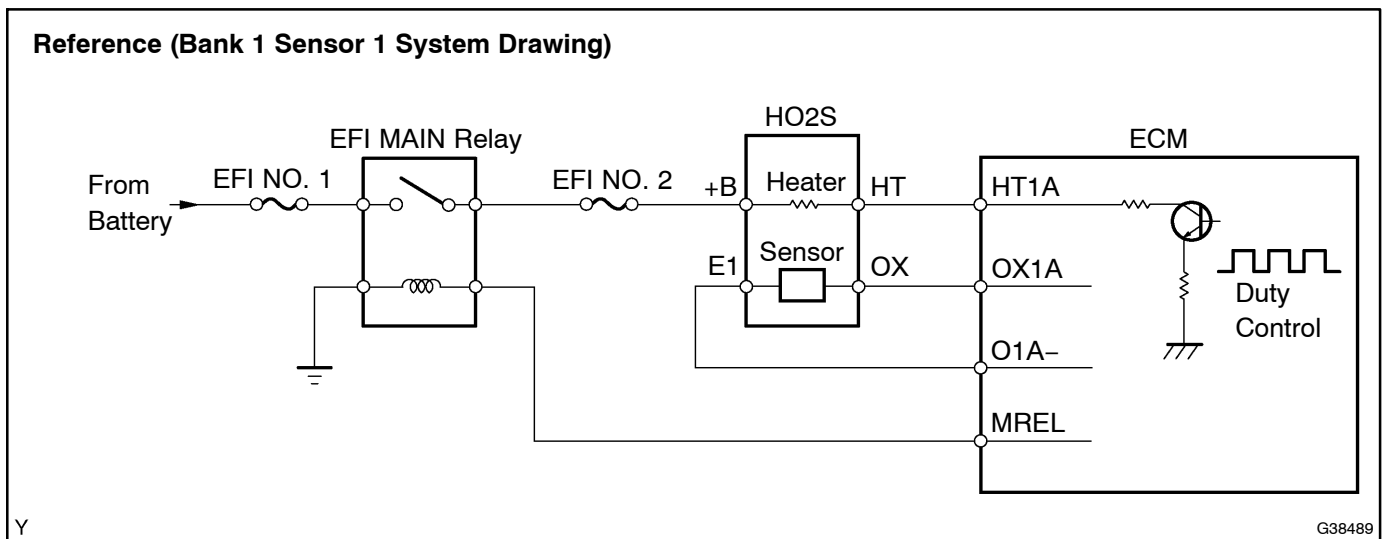 Reference (Bank 1 Sensor 1 System Drawing)
HO2S
EFI MAIN Relay
ECM
From
Battery
EFI NO. 1
EFI NO. 2
+B
Heater
HT
HT1A
E1
Sensor
OX
OX1A
Duty
Control
O1A−
MREL
Y
G38489